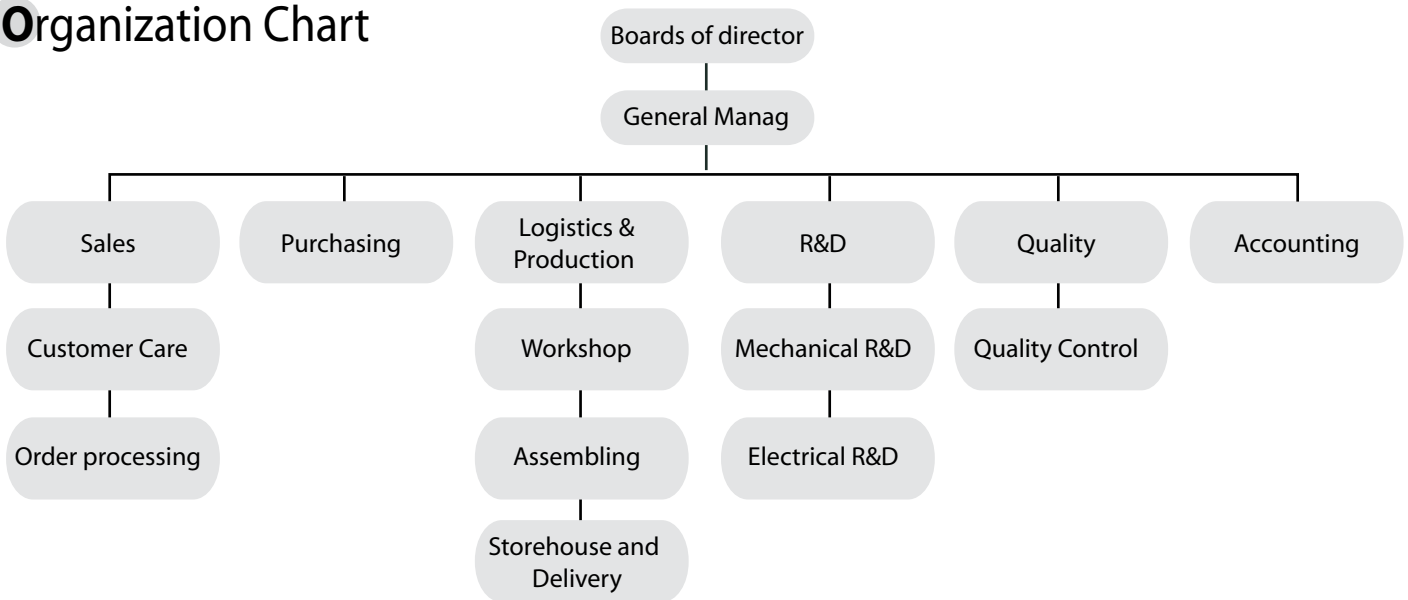 Organization Chart
Boards of director
General Manag
Sales
Purchasing
Logistics &
Production
R&D
Quality
Accounting
Customer Care
Workshop
Mechanical R&D
Quality Control
Order processing
Assembling
Electrical R&D
Storehouse and
Delivery